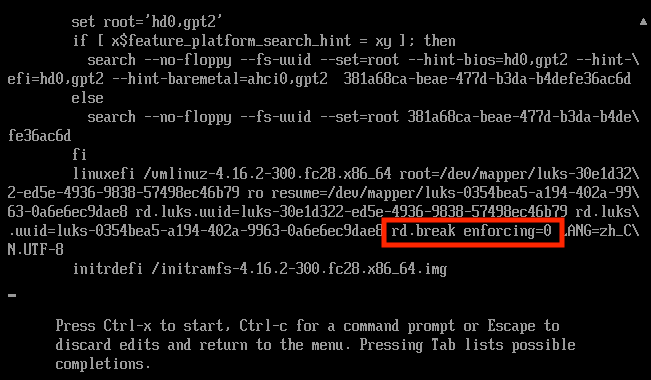 set root='hd0,gpt2'
if [ x$feature_platform_search_hint = xy ]; then
search --no-floppy --fs-uuid --set=root --hint-bios=hd0,gpt2 --hint-\
efi=hd0,gpt2 --hint-baremetal=ahci0,gpt2  381a68ca-beae-477d-b3da-b4defe36ac6d
else
search --no-floppy --fs-uuid --set=root 381a68ca-beae-477d-b3da-b4de\
fe36ac6d
fi
linuxefi /vmlinuz-4.16.2-300.fc28.x86_64 root=/dev/mapper/luks-30e1d32\
2-ed5e-4936-9838-57498ec46b79 ro resume=/dev/mapper/luks-0354bea5-a194-402a-99\
63-0a6e6ec9dae8 rd.luks.uuid=luks-30e1d322-ed5e-4936-9838-57498ec46b79 rd.luks\
.uuid=luks-0354bea5-a194-402a-9963-0a6e6ec9dae8 rd.break enforcing=0 LANG=zh_C\
N.UTF-8
initrdefi /initramfs-4.16.2-300.fc28.x86_64.img
Press Ctrl-x to start, Ctrl-c for a command prompt or Escape to
discard edits and return to the menu. Pressing Tab lists possible
completions.